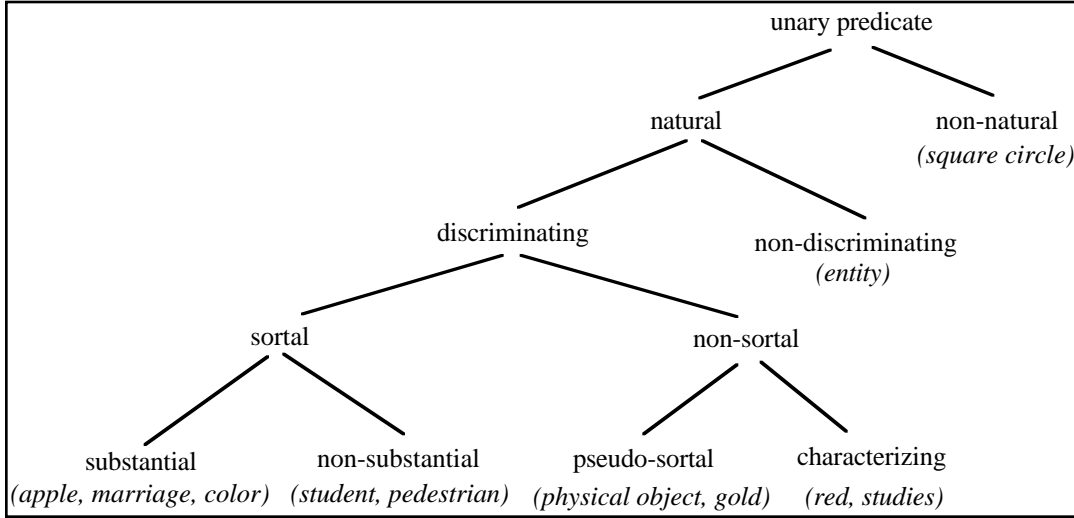 unary predicate
natural
non-natural
(square circle)
discriminating
non-discriminating
(entity)
sortal
non-sortal
substantial
(apple, marriage, color)
non-substantial
(student, pedestrian)
pseudo-sortal
(physical object, gold)
characterizing
(red, studies)